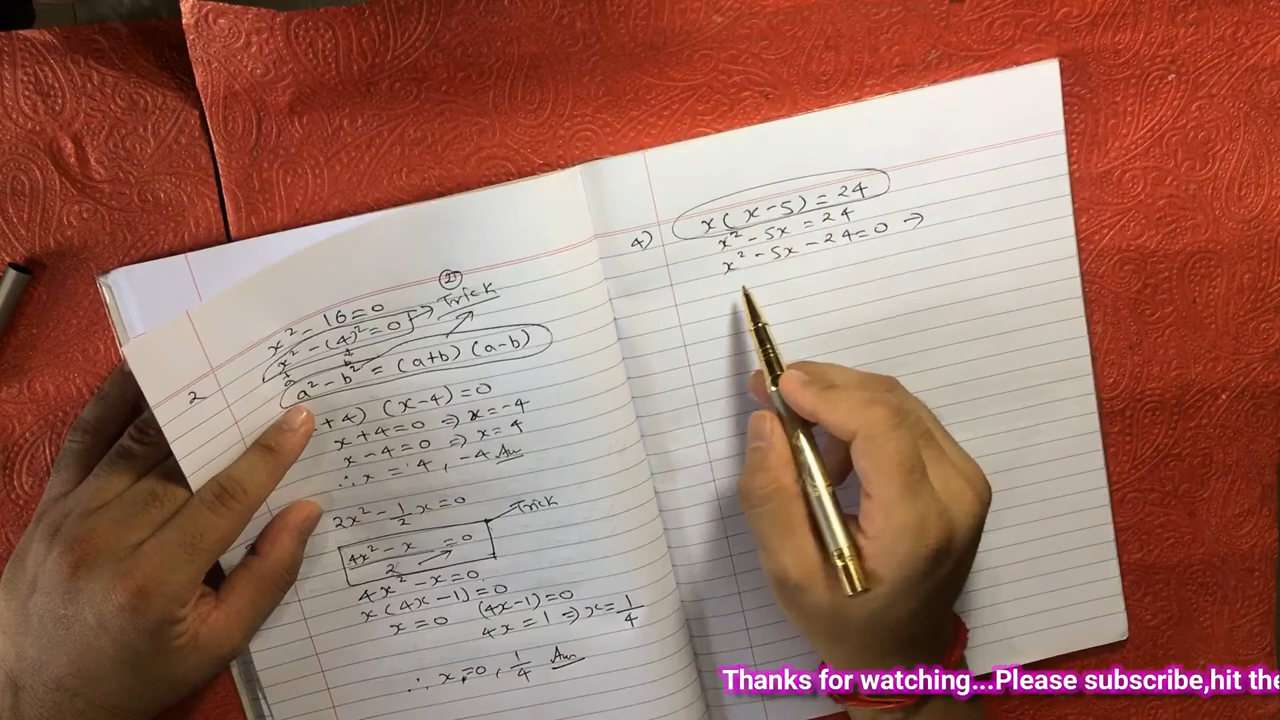 2
x² - 16 = 0
x² - (4)² = 0 → Trick
a b
a² - b² = (a+b) (a-b)
+4) (x-4) = 0
x+4=0 ⇒ x=-4
x-4=0 ⇒ x=4
∴ x = 4, -4 Ans
2x² - 1/2 x = 0
Trick
4x² - x / 2 = 0
4x² - x = 0
x(4x-1) = 0
x=0 (4x-1)=0
4x=1 ⇒ x=1/4
∴ x=0, 1/4 Ans
4) x(x-5) = 24
x² - 5x = 24
x² - 5x - 24 = 0 →
Thanks for watching...Please subscribe,hit the